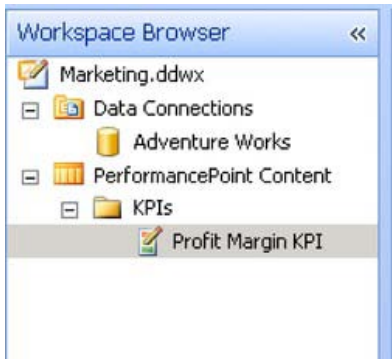 Workspace Browser «
Marketing.ddwx
Data Connections
Adventure Works
PerformancePoint Content
KPIs
Profit Margin KPI